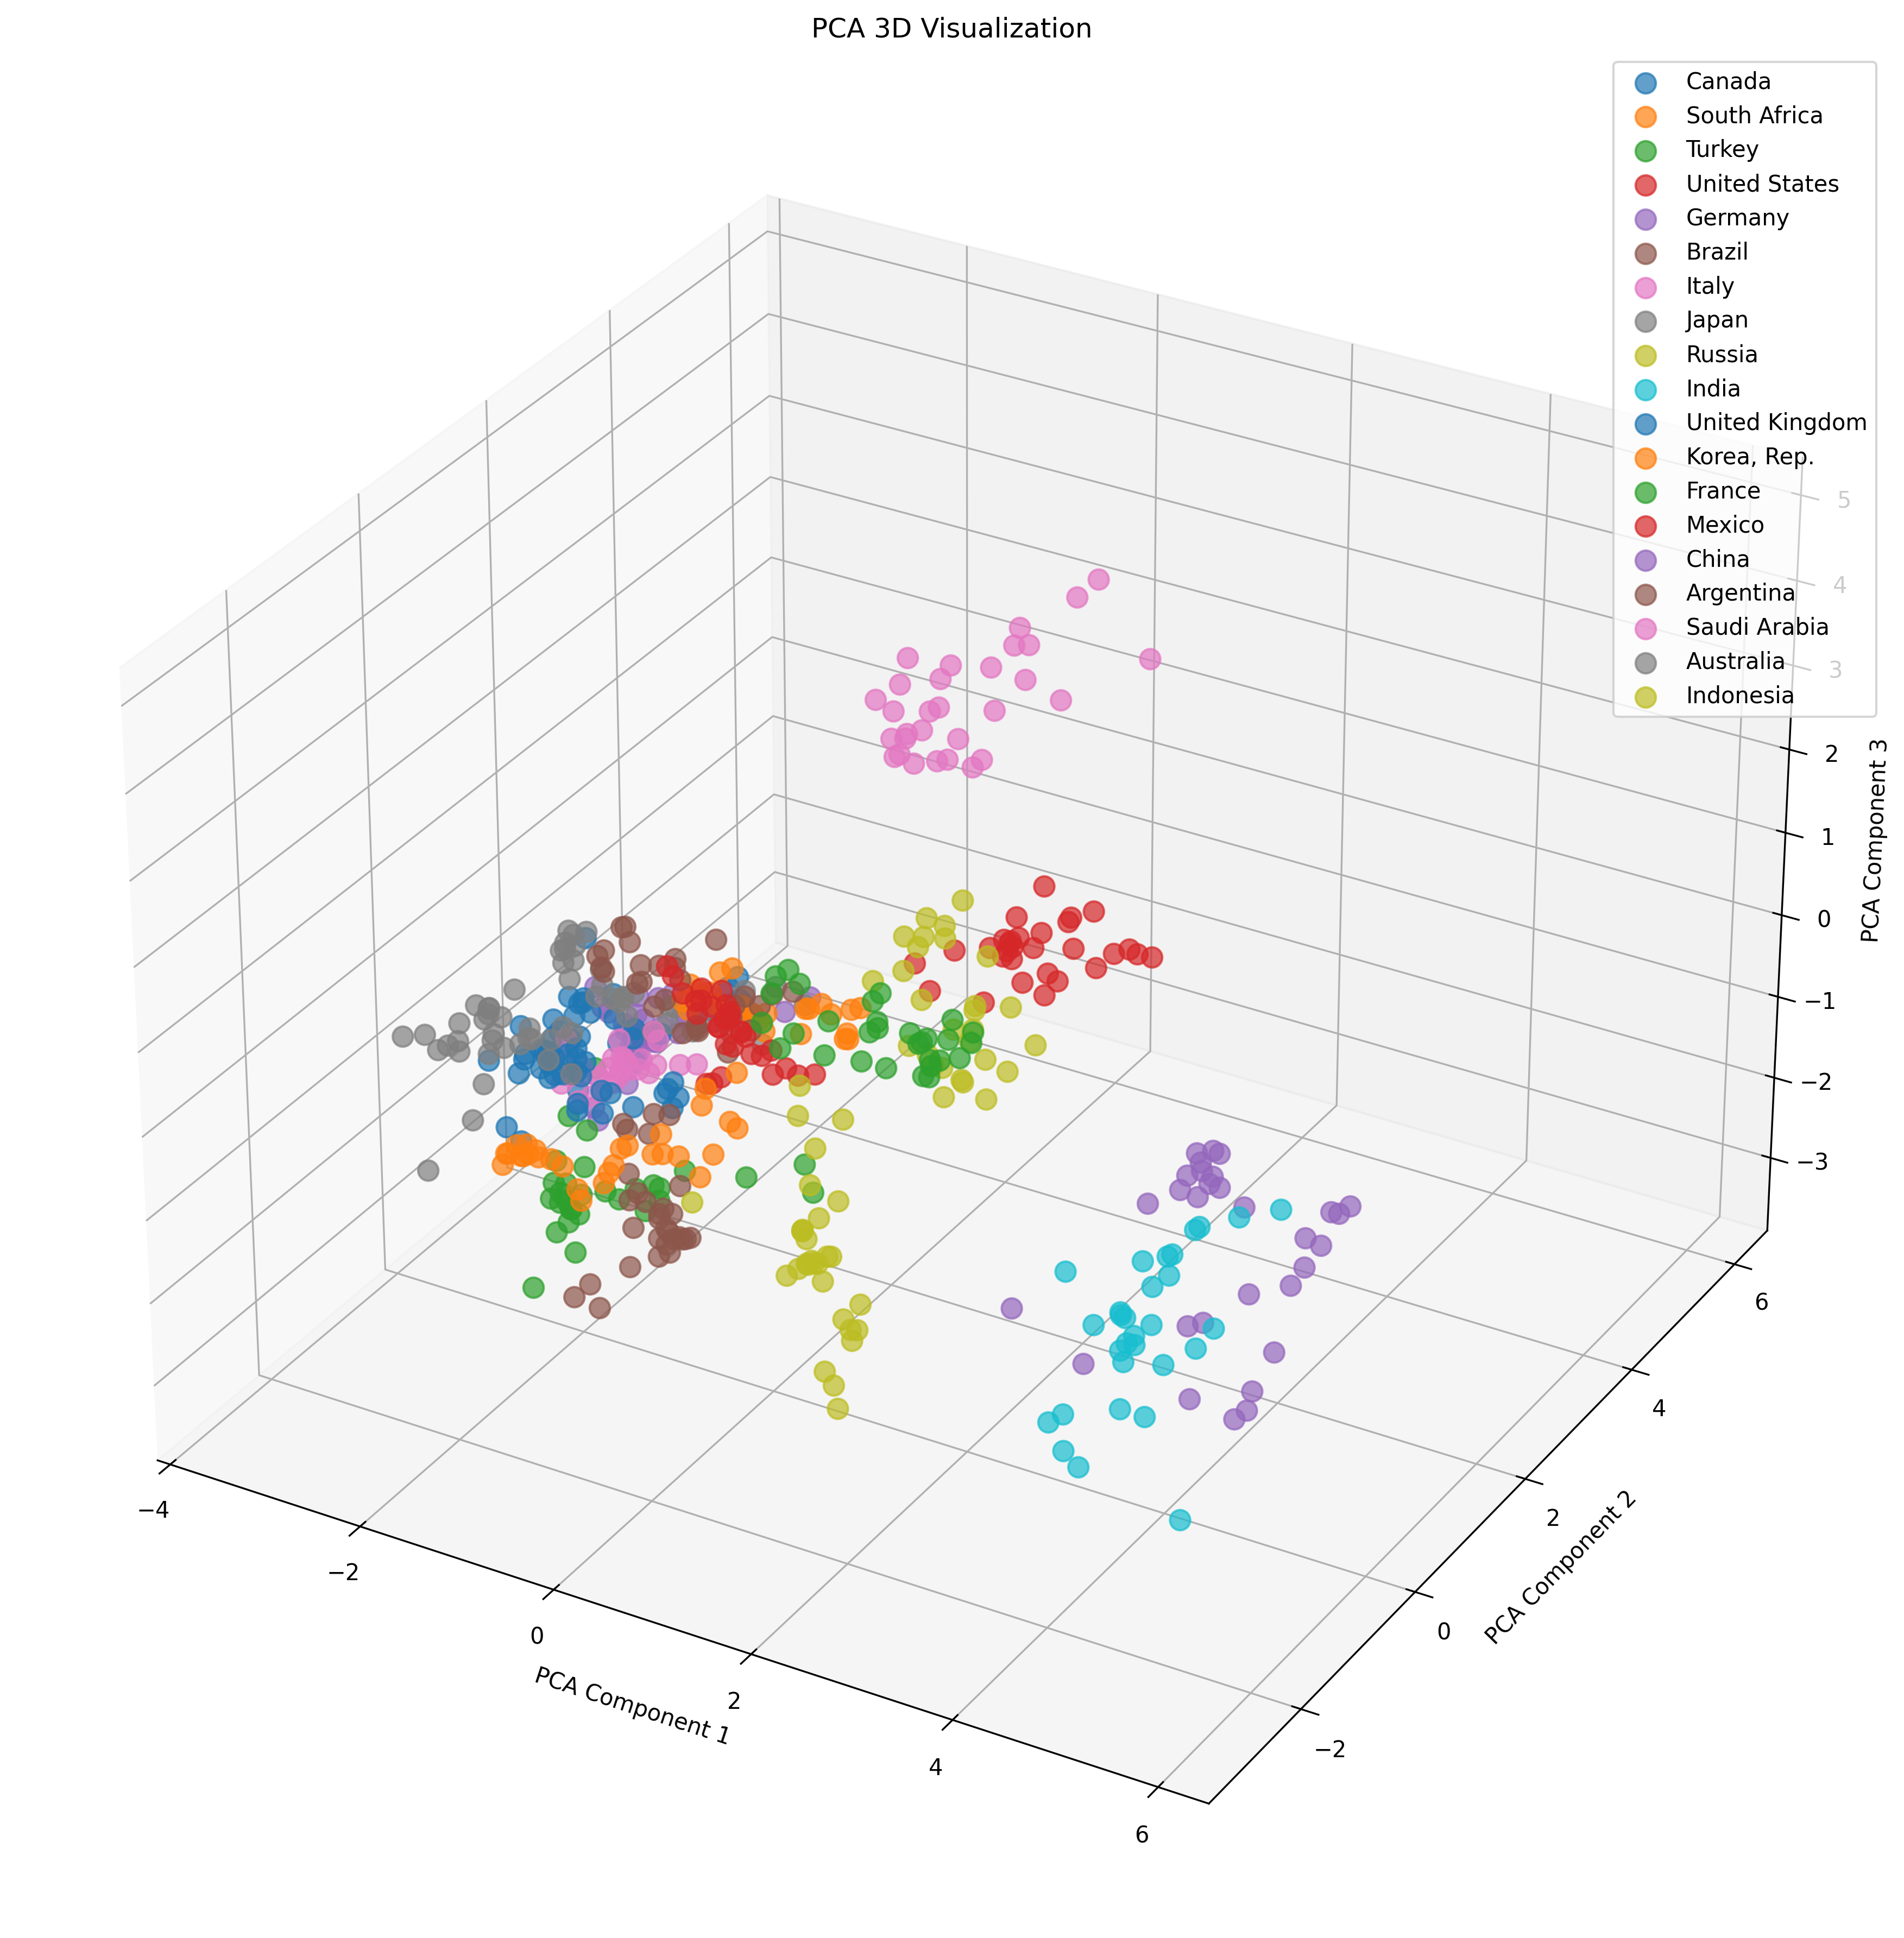 PCA 3D Visualization
Canada
South Africa
Turkey
United States
Germany
Brazil
Italy
Japan
Russia
India
United Kingdom
Korea, Rep.
France
Mexico
China
Argentina
Saudi Arabia
Australia
Indonesia
5
4
3
2
1
0
−1
−2
−3
PCA Component 3
6
4
2
0
−2
PCA Component 2
−4
−2
0
2
4
6
PCA Component 1